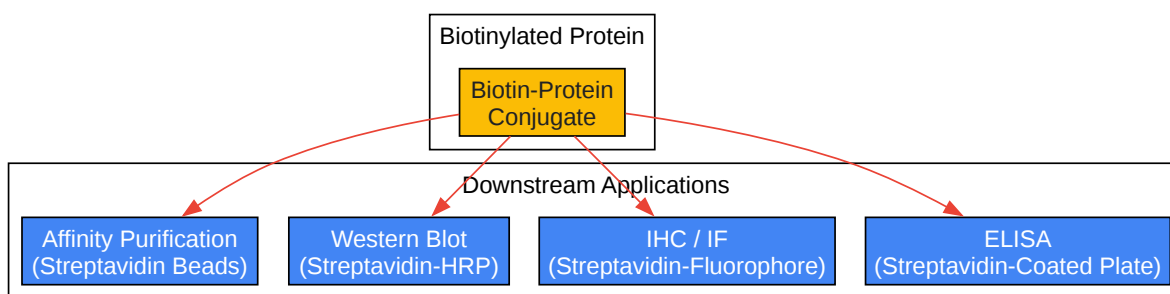 Biotinylated Protein
Biotin-Protein
Conjugate
Downstream Applications
Affinity Purification
(Streptavidin Beads)
Western Blot
(Streptavidin-HRP)
IHC / IF
(Streptavidin-Fluorophore)
ELISA
(Streptavidin-Coated Plate)